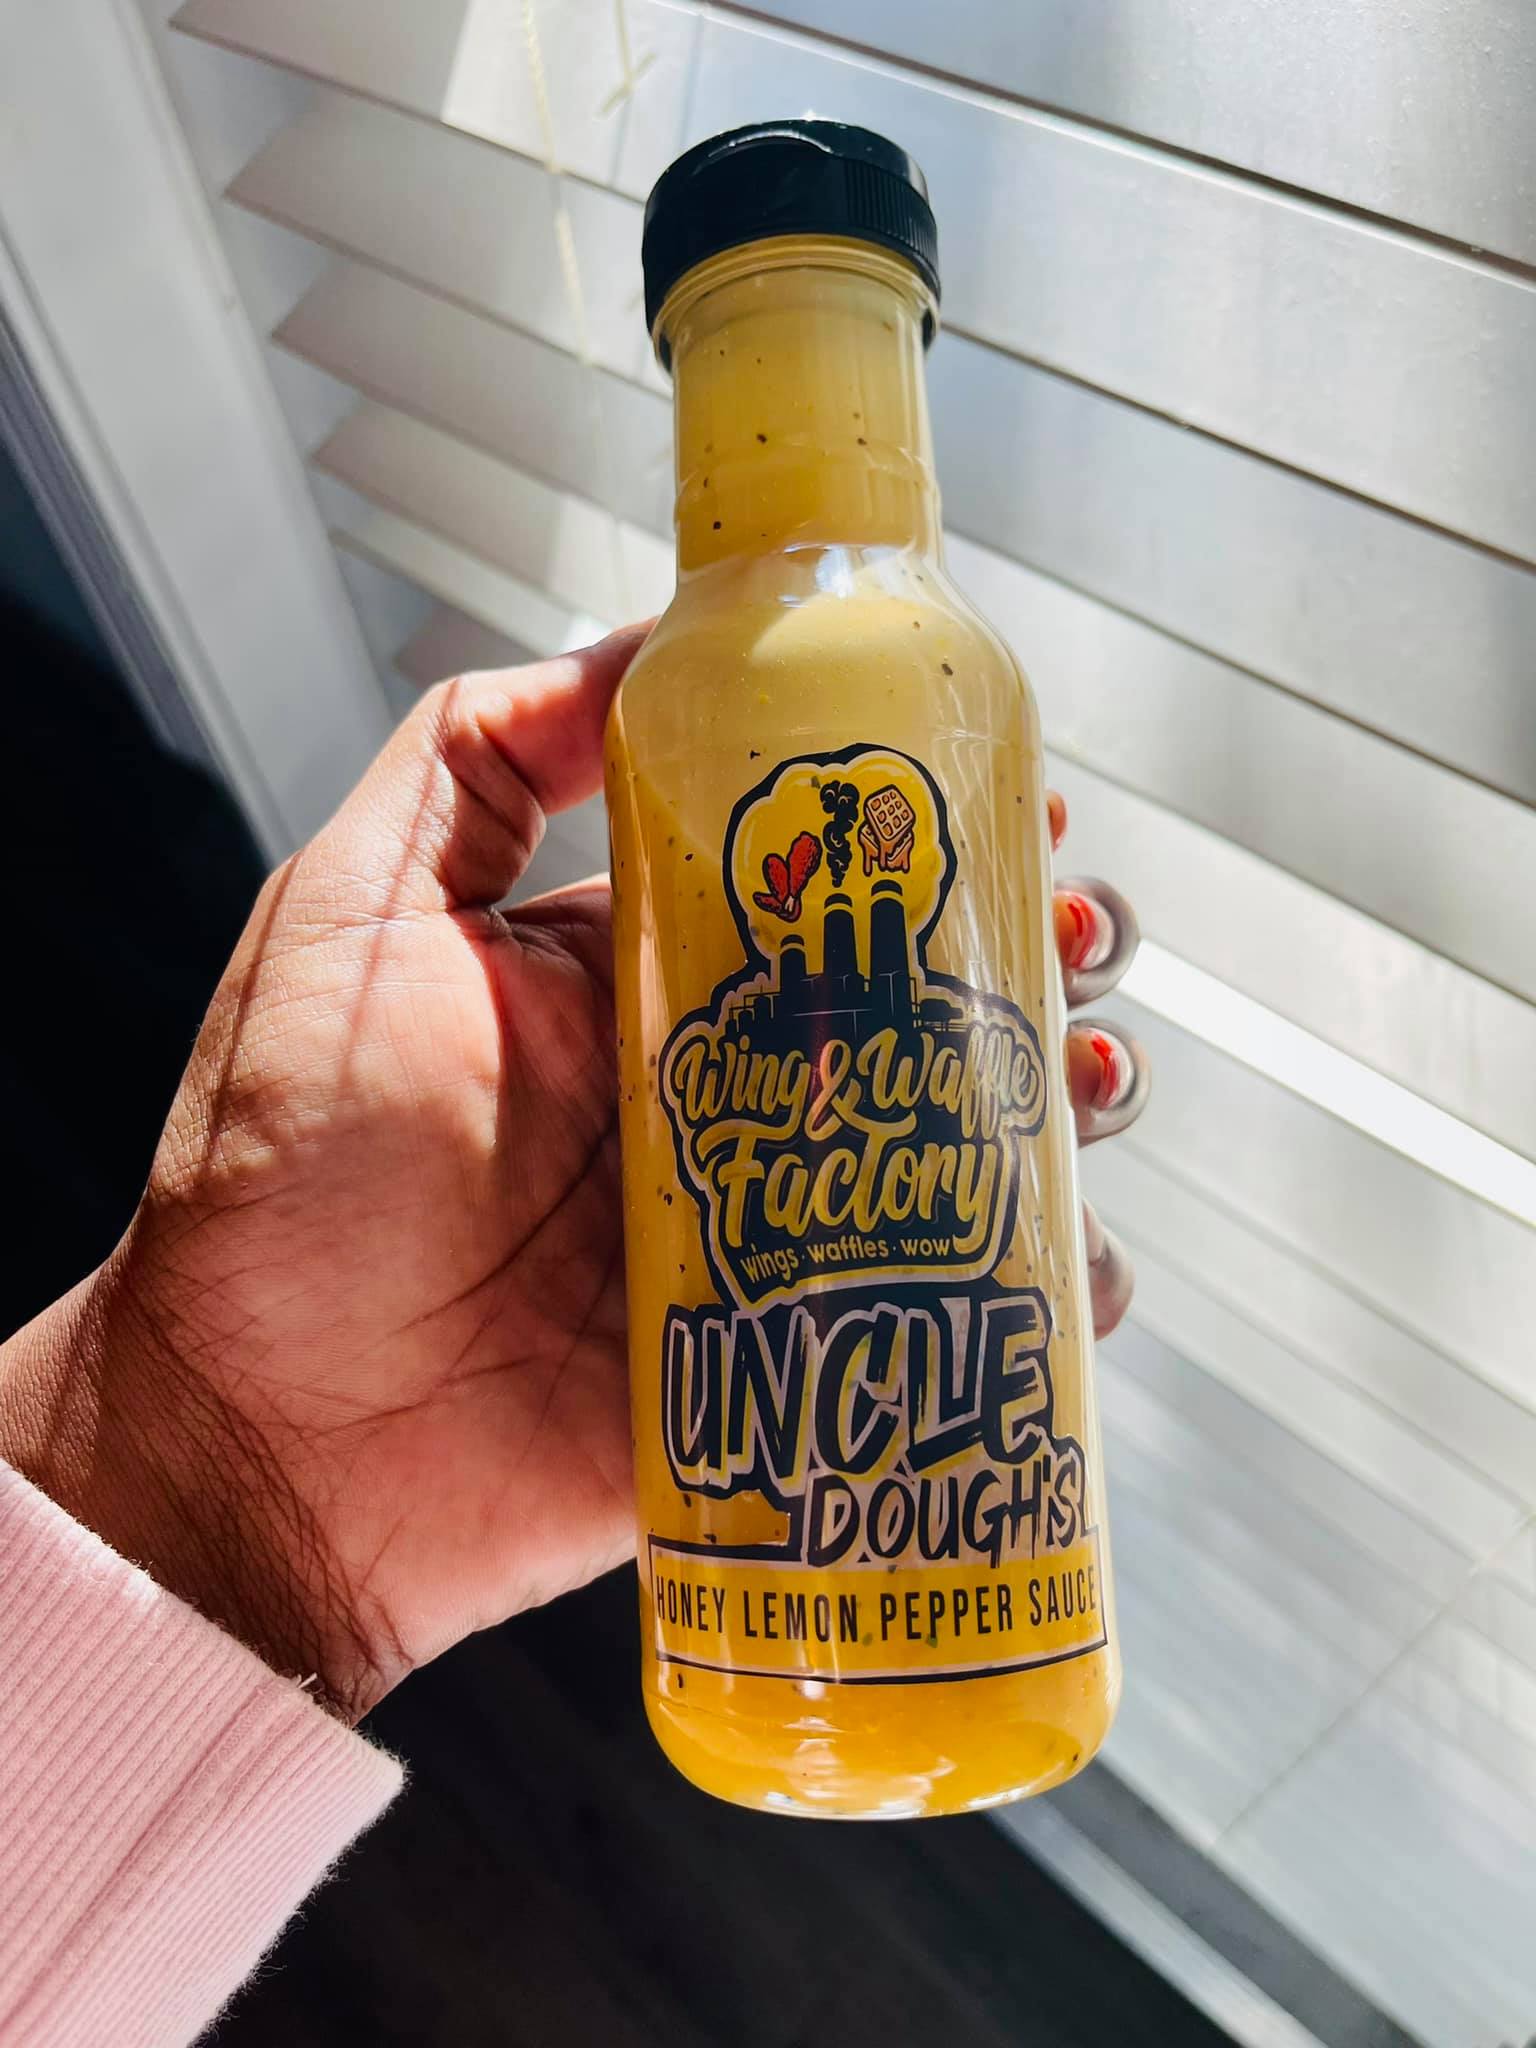 Wing & Waffle
Factory
wings · waffles · wow
UNCLE
DOUGH'S
HONEY LEMON PEPPER SAUCE